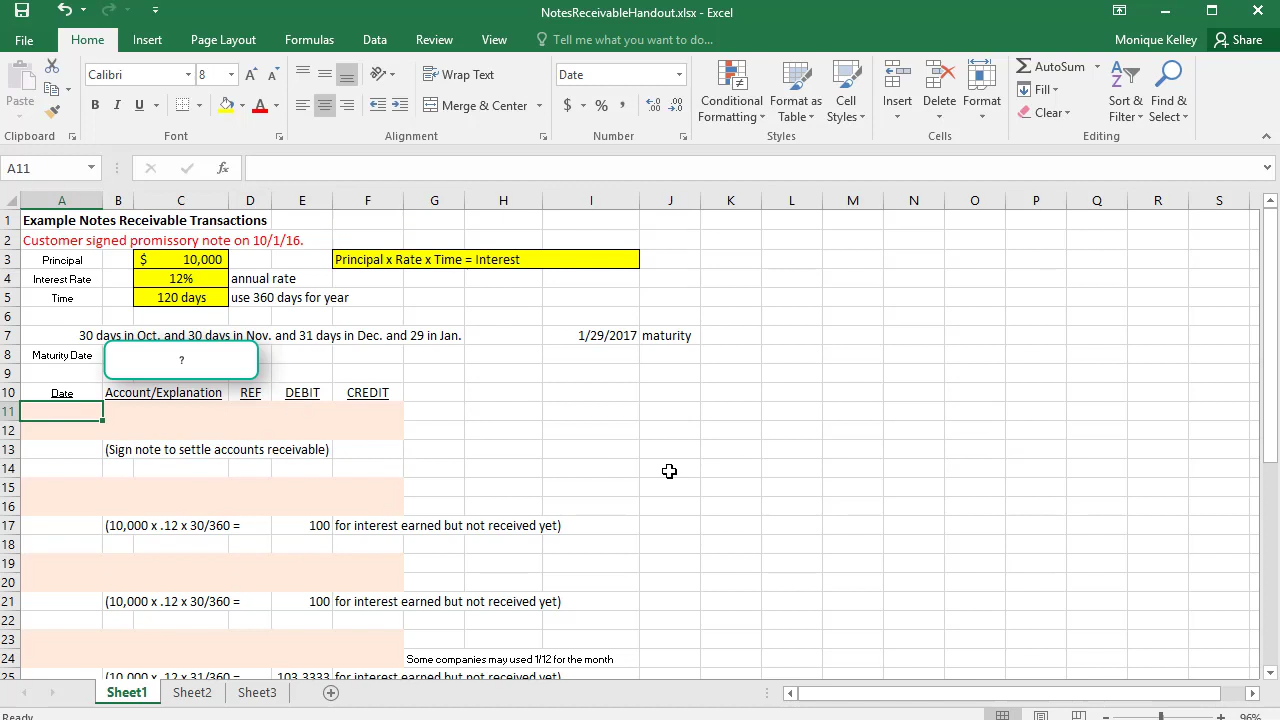 NotesReceivableHandout.xlsx - Excel
File Home Insert Page Layout Formulas Data Review View Tell me what you want to do... Monique Kelley Share
Paste Calibri 8 Wrap Text Date Conditional Formatting Format as Table Cell Styles Insert Delete Format AutoSum Fill Clear Sort & Filter Find & Select
B I U A Merge & Center $ % ,
Clipboard Font Alignment Number Styles Cells Editing
A11 fx
A B C D E F G H I J K L M N O P Q R S
1 Example Notes Receivable Transactions
2 Customer signed promissory note on 10/1/16.
3 Principal $ 10,000 Principal x Rate x Time = Interest
4 Interest Rate 12% annual rate
5 Time 120 days use 360 days for year
6
7 30 days in Oct. and 30 days in Nov. and 31 days in Dec. and 29 in Jan. 1/29/2017 maturity
8 Maturity Date ?
9
10 Date Account/Explanation REF DEBIT CREDIT
11
12
13 (Sign note to settle accounts receivable)
14
15
16
17 (10,000 x .12 x 30/360 = 100 for interest earned but not received yet)
18
19
20
21 (10,000 x .12 x 30/360 = 100 for interest earned but not received yet)
22
23
24 Some companies may used 1/12 for the month
25 (10,000 x .12 x 31/360 = 103.3333 for interest earned but not received yet)
Sheet1 Sheet2 Sheet3
Ready 96%